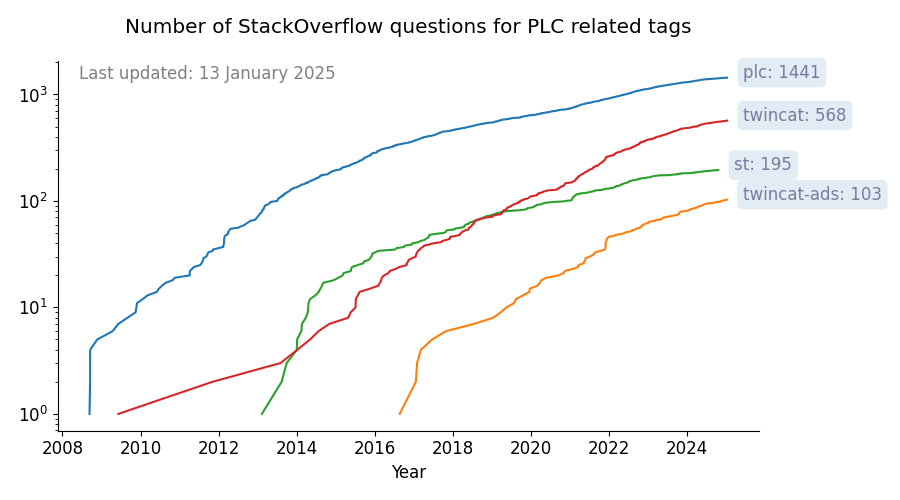 Number of StackOverflow questions for PLC related tags
Last updated: 13 January 2025
plc: 1441
twincat: 568
st: 195
twincat-ads: 103
10³
10²
10¹
10⁰
2008 2010 2012 2014 2016 2018 2020 2022 2024
Year